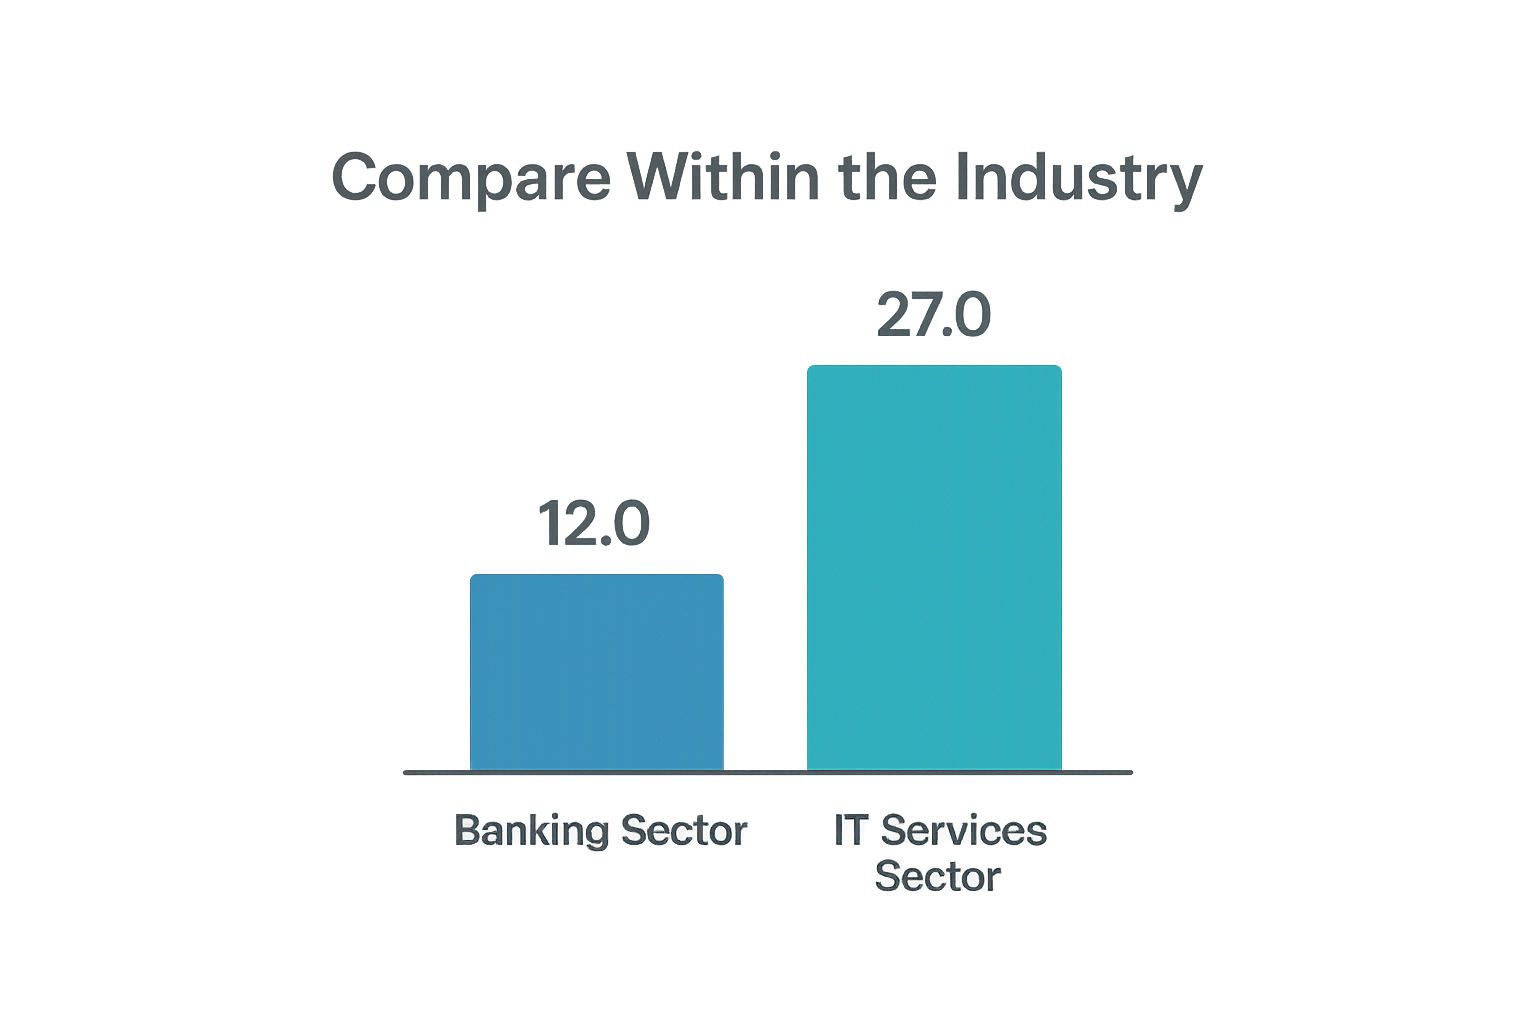 Compare Within the Industry
27.0
12.0
Banking Sector
IT Services
Sector